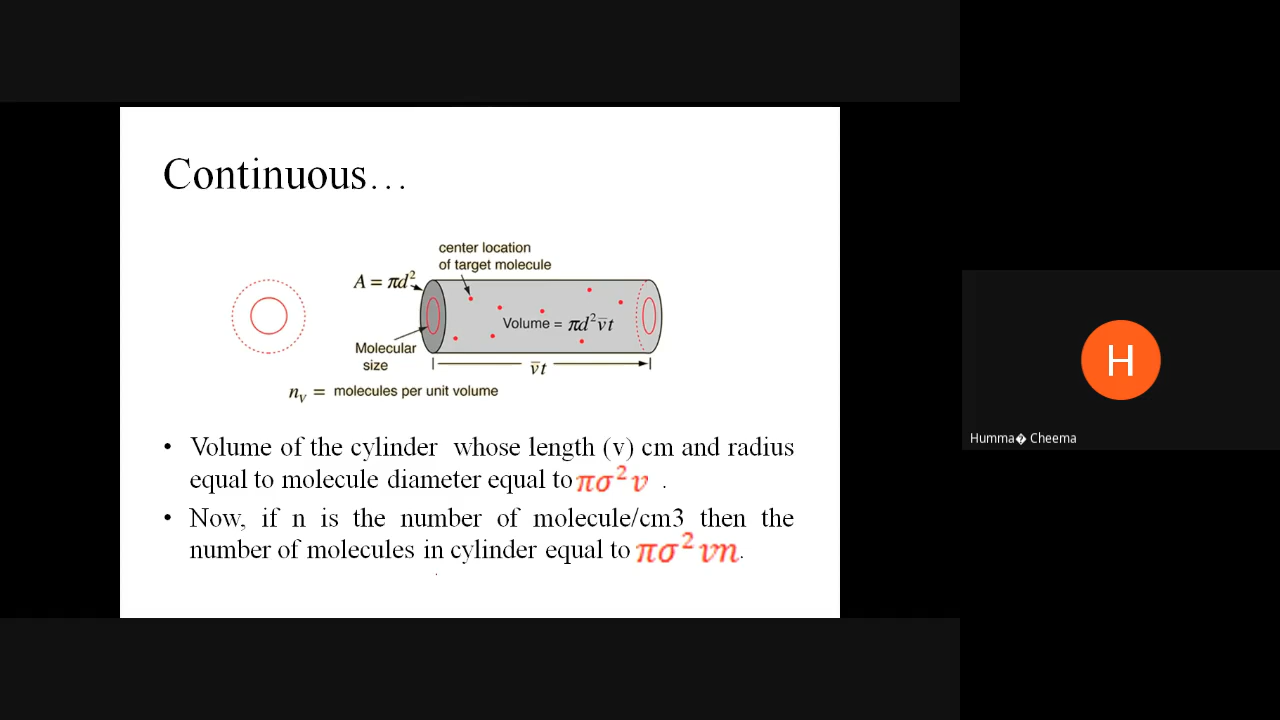 Continuous…
center location
of target molecule
A = πd²
Volume = πd²v̅t
Molecular
size
v̅t
nᵥ = molecules per unit volume
• Volume of the cylinder whose length (v) cm and radius
equal to molecule diameter equal to πσ²v .
• Now, if n is the number of molecule/cm3 then the
number of molecules in cylinder equal to πσ²vn.
H
Humma� Cheema